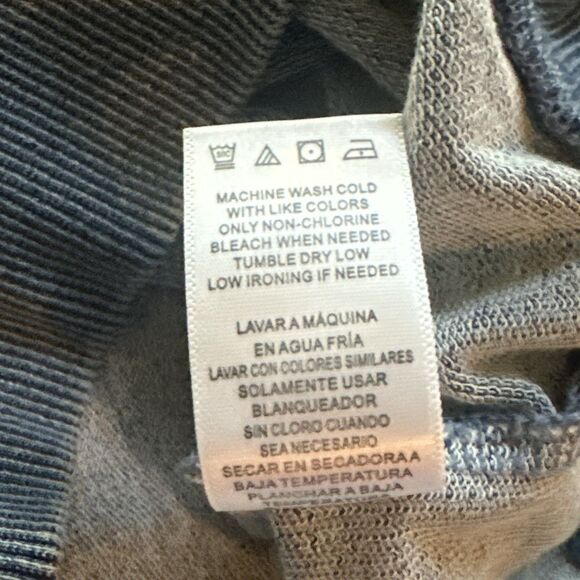 MACHINE WASH COLD
WITH LIKE COLORS
ONLY NON-CHLORINE
BLEACH WHEN NEEDED
TUMBLE DRY LOW
LOW IRONING IF NEEDED
LAVAR A MÁQUINA
EN AGUA FRÍA
LAVAR CON COLORES SIMILARES
SOLAMENTE USAR
BLANQUEADOR
SIN CLORO CUANDO
SEA NECESARIO
SECAR EN SECADORA A
BAJA TEMPERATURA
PLANCHAR A BAJA